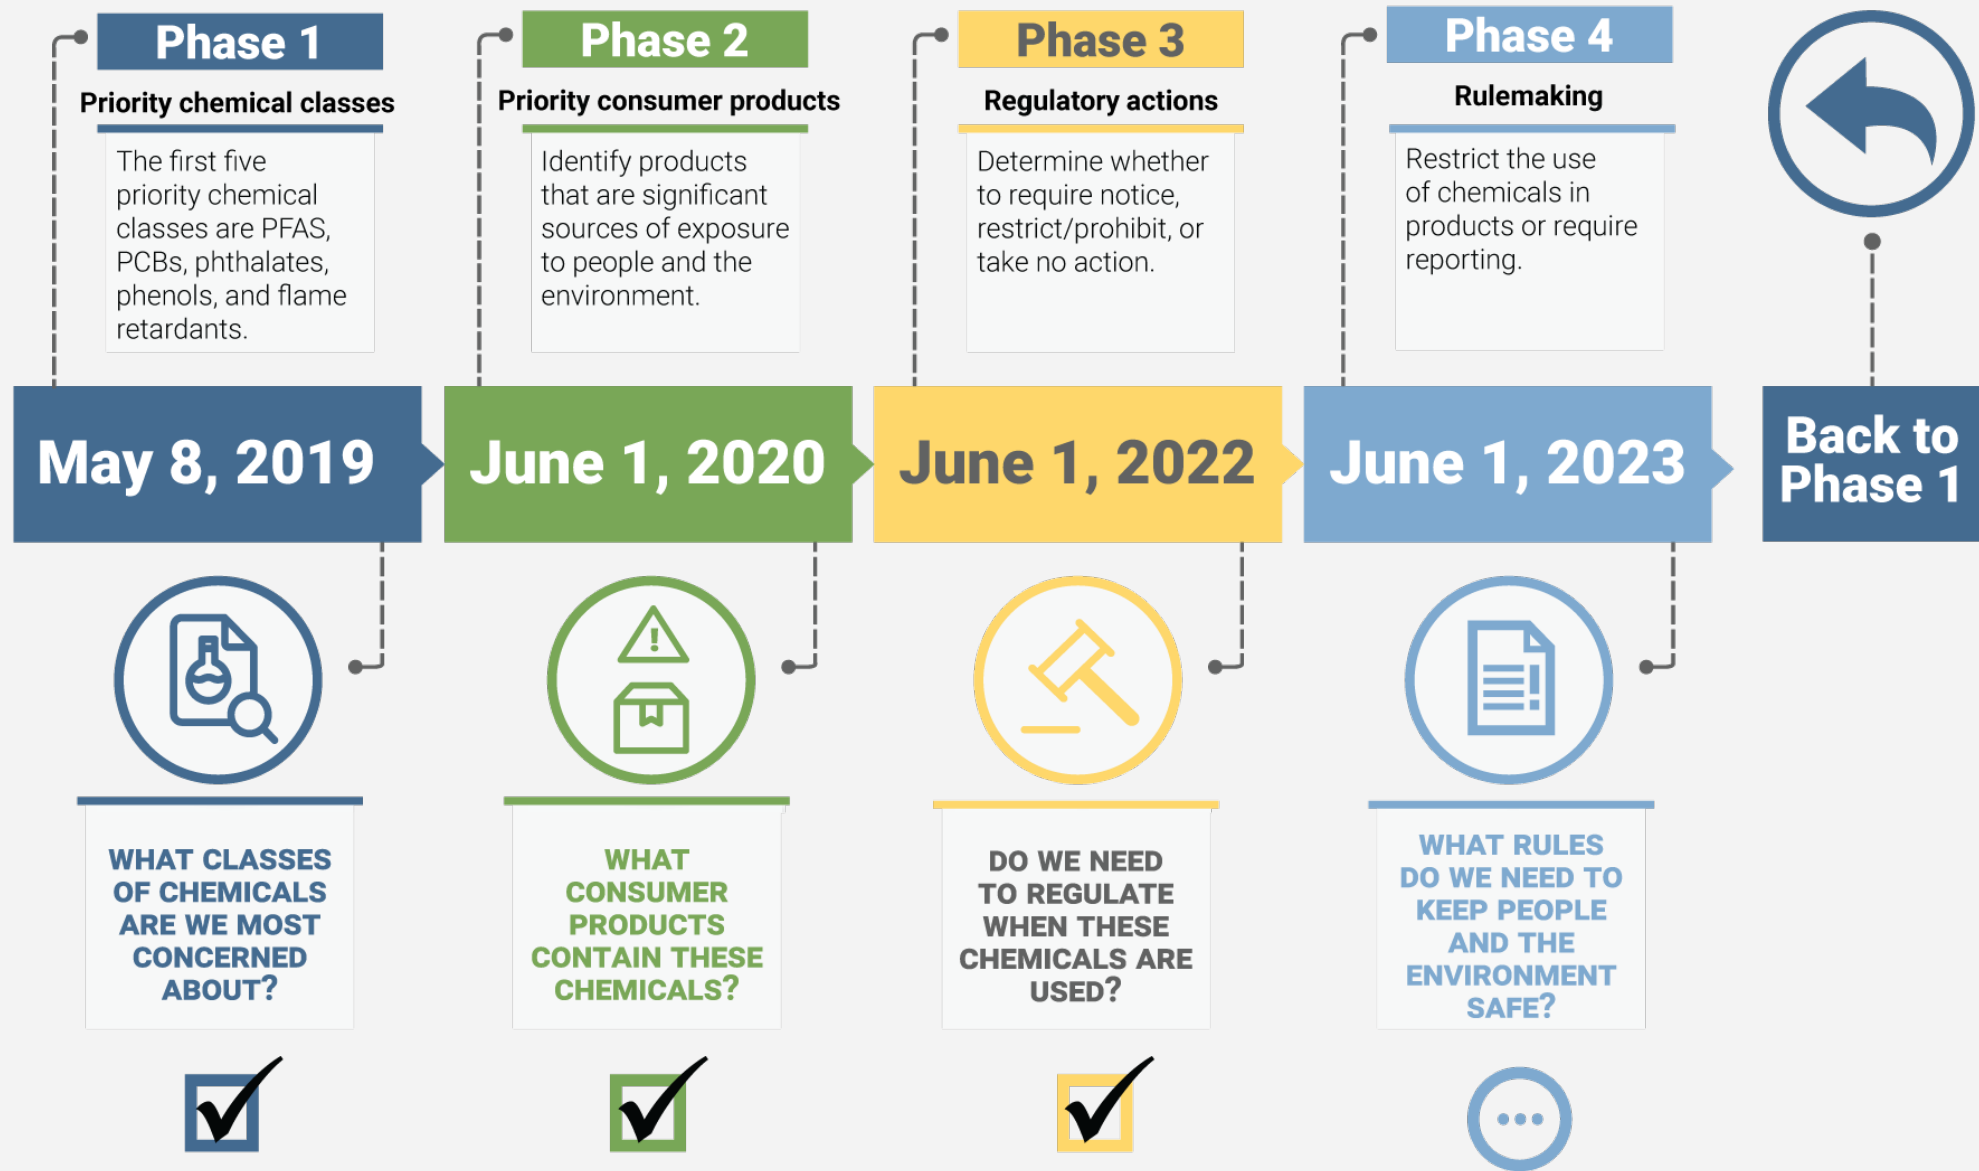 Phase 1
Priority chemical classes
The first five
priority chemical
classes are PFAS,
PCBs, phthalates,
phenols, and flame
retardants.
May 8, 2019
WHAT CLASSES
OF CHEMICALS
ARE WE MOST
CONCERNED
ABOUT?
Phase 2
Priority consumer products
Identify products
that are significant
sources of exposure
to people and the
environment.
June 1, 2020
WHAT
CONSUMER
PRODUCTS
CONTAIN THESE
CHEMICALS?
Phase 3
Regulatory actions
Determine whether
to require notice,
restrict/prohibit, or
take no action.
June 1, 2022
DO WE NEED
TO REGULATE
WHEN THESE
CHEMICALS ARE
USED?
Phase 4
Rulemaking
Restrict the use
of chemicals in
products or require
reporting.
June 1, 2023
WHAT RULES
DO WE NEED TO
KEEP PEOPLE
AND THE
ENVIRONMENT
SAFE?
Back to
Phase 1